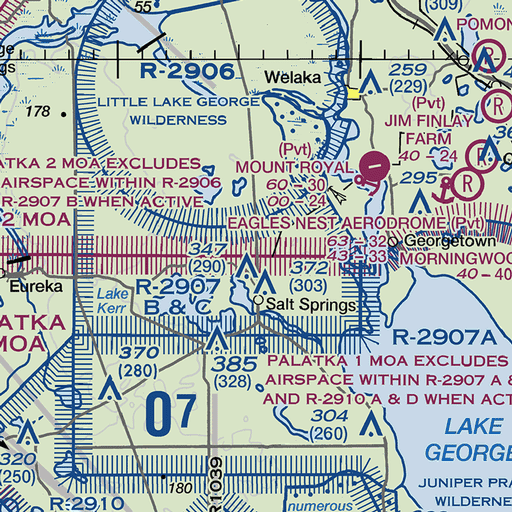 55
(309)
POMON
R-2906
Welaka
259
(229)
178
LITTLE LAKE GEORGE
WILDERNESS
(Pvt)
JIM FINLAY
FARM
40 - 24
(Pvt)
MOUNT ROYAL
60 - 30
00 - 24
295
R
R
ATKA 2 MOA EXCLUDES
AIRSPACE WITHIN R-2906
R-2907 B WHEN ACTIVE
2 MOA
EAGLES NEST AERODROME (Pvt)
63 - 32
43 - 33
Georgetown
MORNINGWOO
40 - 40
347
(290)
372
(303)
Eureka
Lake
Kerr
R-2907
B & C
Salt Springs
ATKA
MOA
R-2907A
370
(280)
385
(328)
PALATKA 1 MOA EXCLUDES
AIRSPACE WITHIN R-2907 A &
AND R-2910 A & D WHEN ACT
07
304
(260)
LAKE
GEORGE
320
(250)
R-2910
180
R1039
numerous
JUNIPER PRA
WILDERNE